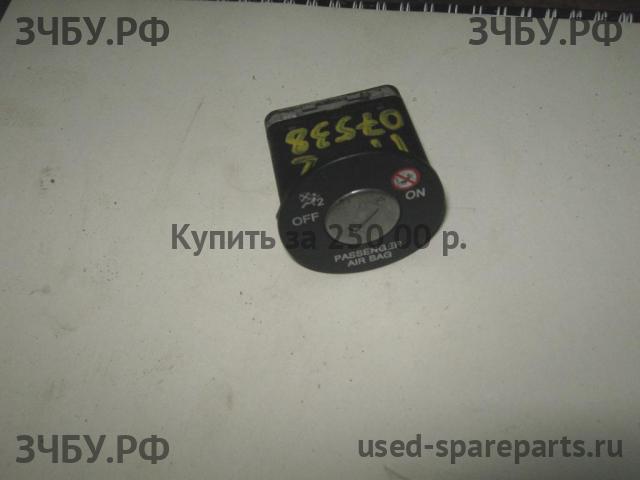 ЗЧБУ.РФ
ЗЧБУ.РФ
07538
OFF
ON
Купить за 250.00 р.
PASSENGER
AIR BAG
ЗЧБУ.РФ
used-spareparts.ru